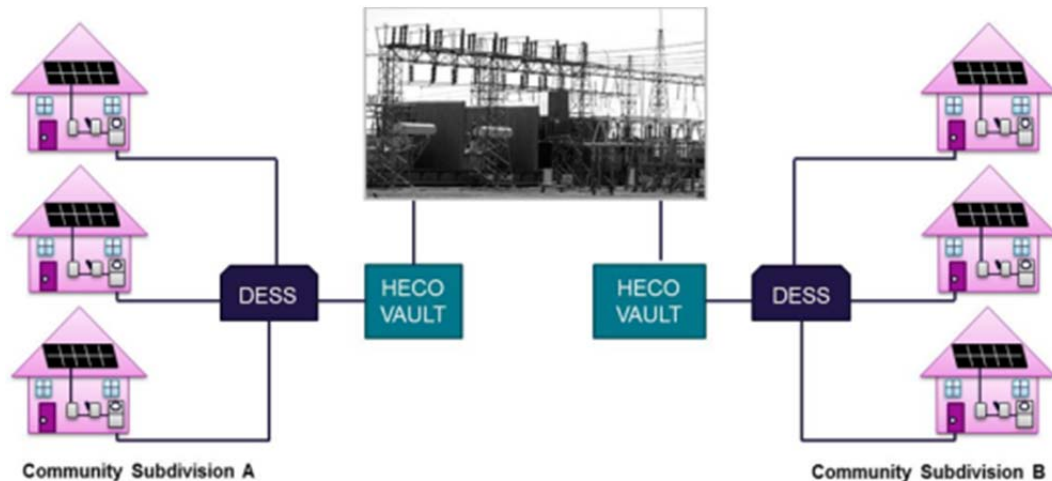 DESS
HECO
VAULT
HECO
VAULT
DESS
Community Subdivision A
Community Subdivision B